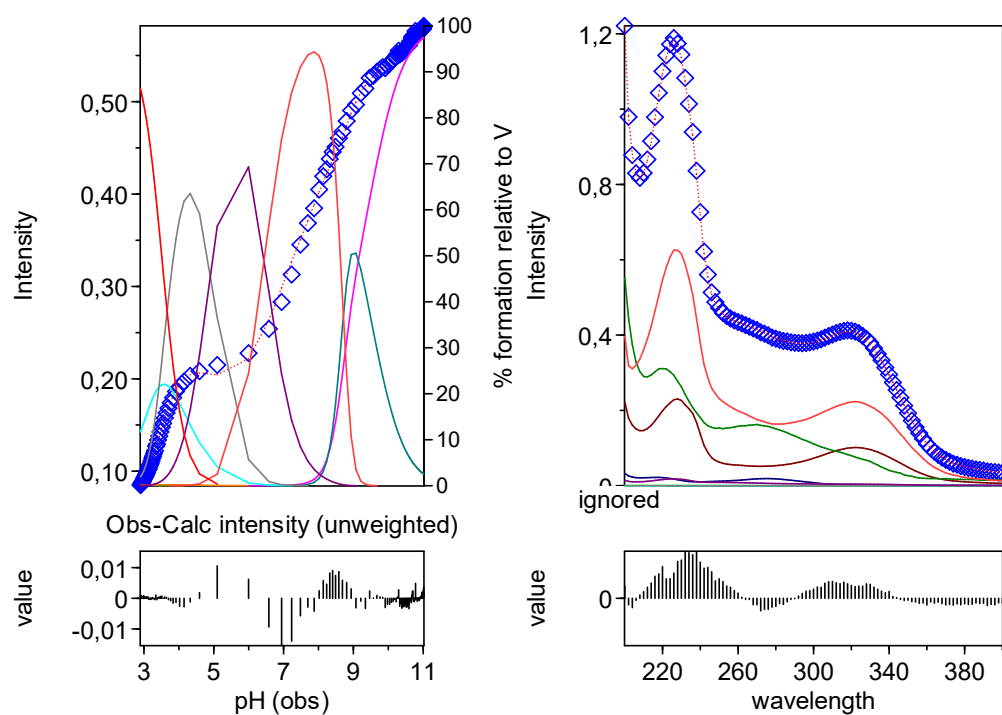 100
90
80
70
60
50
40
30
20
10
0
0,50
0,40
0,30
0,20
0,10
Intensity
% formation relative to V
Obs-Calc intensity (unweighted)
0,01
0
-0,01
value
3 5 7 9 11
pH (obs)
1,2
0,8
0,4
0
Intensity
ignored
0
value
220 260 300 340 380
wavelength